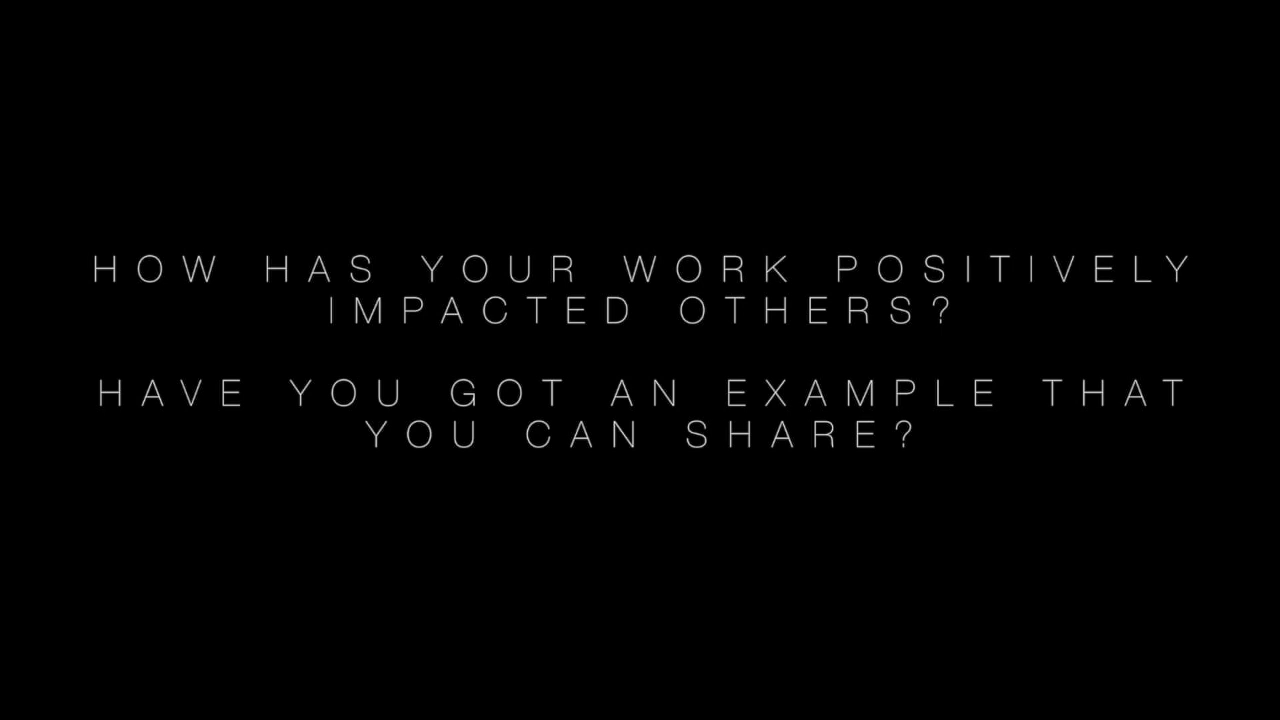 HOW HAS YOUR WORK POSITIVELY
IMPACTED OTHERS?
HAVE YOU GOT AN EXAMPLE THAT
YOU CAN SHARE?